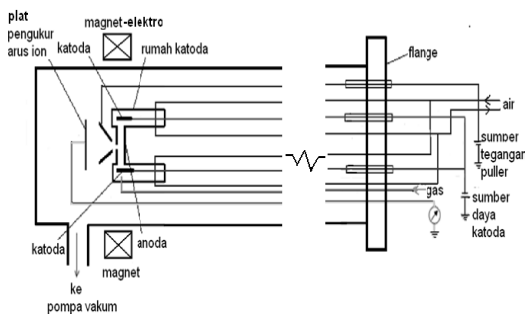 plat
pengukur
arus ion
magnet-elektro
katoda
rumah katoda
flange
air
sumper
tegangan
puller
gas
sumber
daya
katoda
katoda
anoda
magnet
ke
pompa vakum